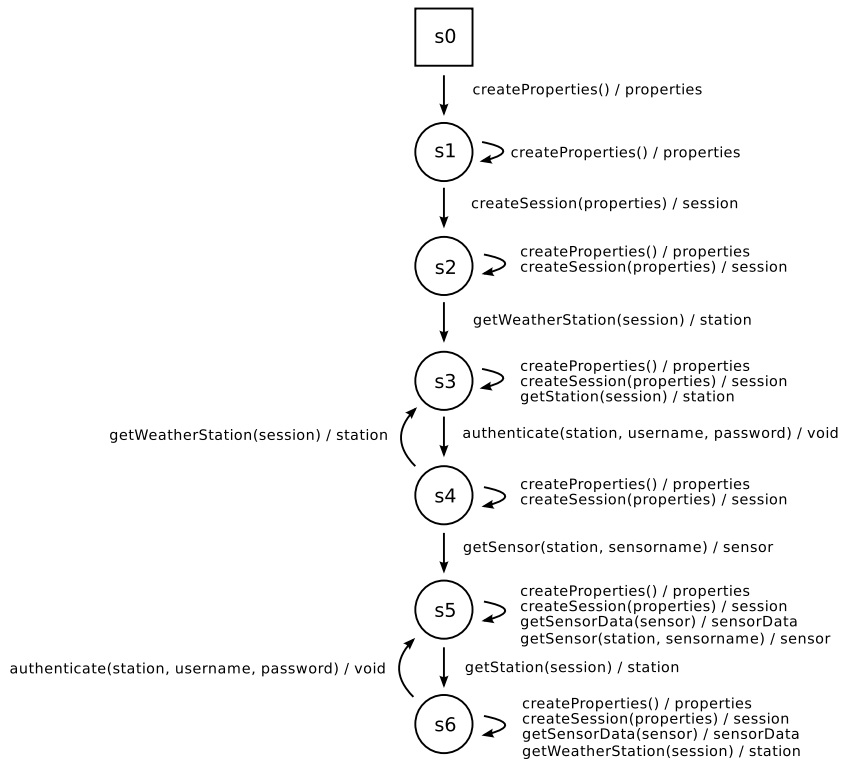 s0
createProperties() / properties
s1
createProperties() / properties
createSession(properties) / session
s2
createProperties() / properties
createSession(properties) / session
getWeatherStation(session) / station
s3
createProperties() / properties
createSession(properties) / session
getStation(session) / station
getWeatherStation(session) / station
authenticate(station, username, password) / void
s4
createProperties() / properties
createSession(properties) / session
getSensor(station, sensorname) / sensor
s5
createProperties() / properties
createSession(properties) / session
getSensorData(sensor) / sensorData
getSensor(station, sensorname) / sensor
authenticate(station, username, password) / void
getStation(session) / station
s6
createProperties() / properties
createSession(properties) / session
getSensorData(sensor) / sensorData
getWeatherStation(session) / station